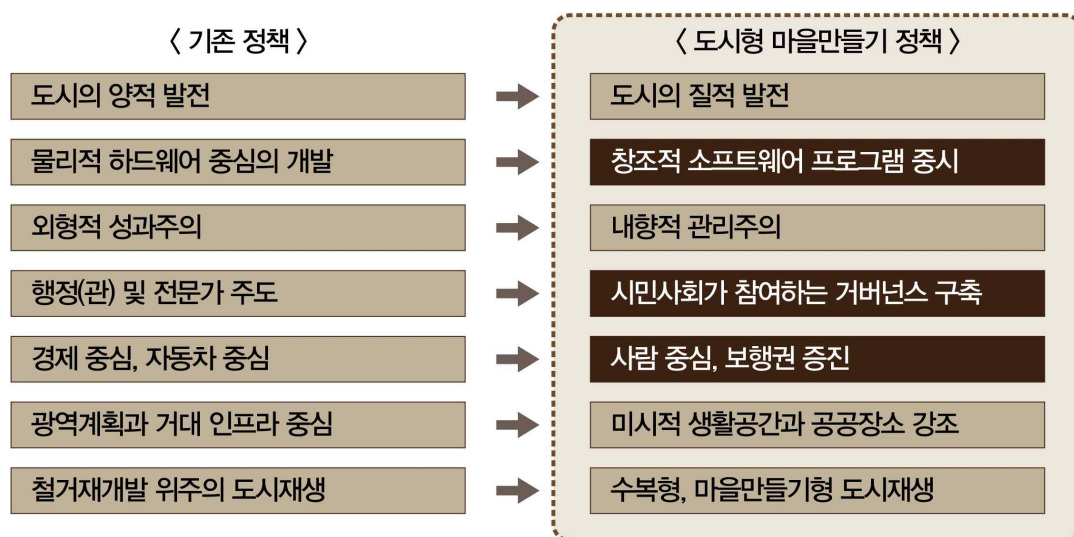 〈 기존 정책 〉
〈 도시형 마을만들기 정책 〉
도시의 양적 발전
도시의 질적 발전
물리적 하드웨어 중심의 개발
창조적 소프트웨어 프로그램 중시
외형적 성과주의
내향적 관리주의
행정(관) 및 전문가 주도
시민사회가 참여하는 거버넌스 구축
경제 중심, 자동차 중심
사람 중심, 보행권 증진
광역계획과 거대 인프라 중심
미시적 생활공간과 공공장소 강조
철거재개발 위주의 도시재생
수복형, 마을만들기형 도시재생